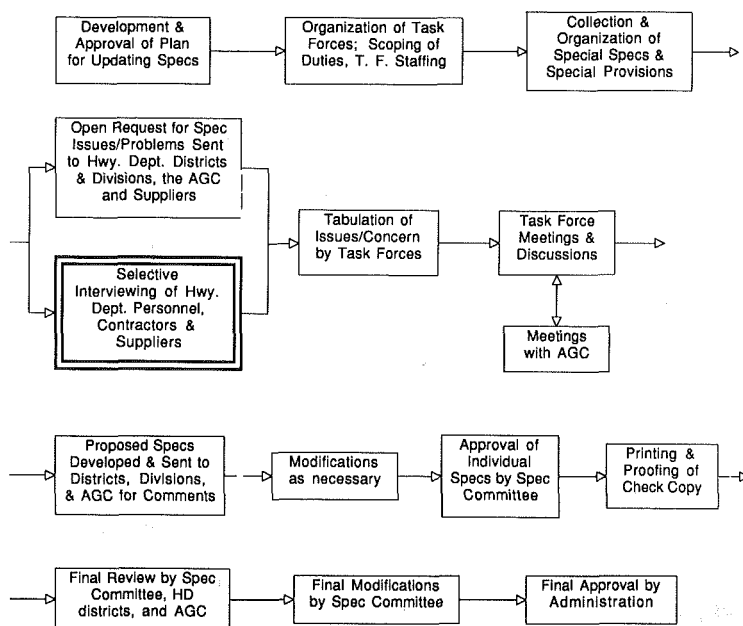 Development &
Approval of Plan
for Updating Specs
Organization of Task
Forces; Scoping of
Duties, T. F. Staffing
Collection &
Organization of
Special Specs &
Special Provisions
Open Request for Spec
Issues/Problems Sent
to Hwy. Dept. Districts
& Divisions, the AGC
and Suppliers
Selective
Interviewing of Hwy.
Dept. Personnel,
Contractors &
Suppliers
Tabulation of
Issues/Concern
by Task Forces
Task Force
Meetings &
Discussions
Meetings
with AGC
Proposed Specs
Developed & Sent to
Districts, Divisions,
& AGC for Comments
Modifications
as necessary
Approval of
Individual
Specs by Spec
Committee
Printing &
Proofing of
Check Copy
Final Review by Spec
Committee, HD
districts, and AGC
Final Modifications
by Spec Committee
Final Approval by
Administration